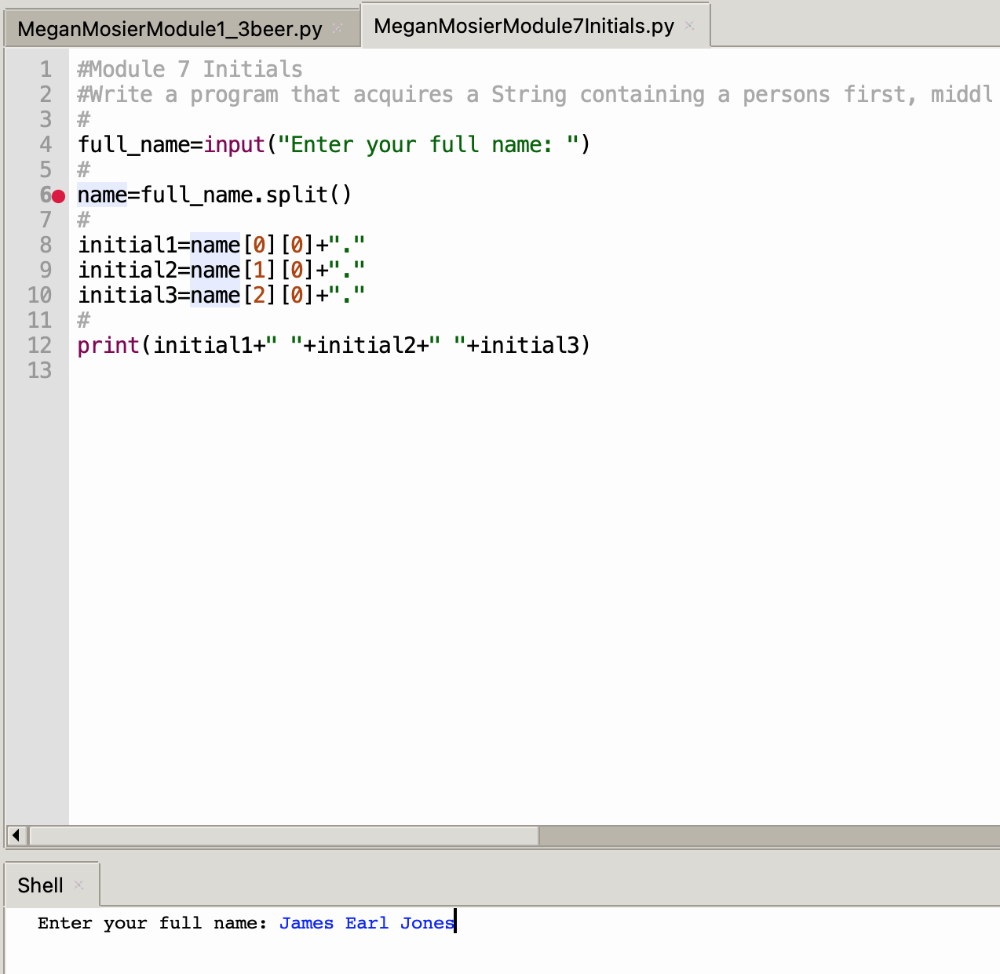 MeganMosierModule1_3beer.py × MeganMosierModule7Initials.py ×
1 #Module 7 Initials
2 #Write a program that acquires a String containing a persons first, middl
3 #
4 full_name=input("Enter your full name: ")
5 #
6 name=full_name.split()
7 #
8 initial1=name[0][0]+"."
9 initial2=name[1][0]+"."
10 initial3=name[2][0]+"."
11 #
12 print(initial1+" "+initial2+" "+initial3)
13
Shell ×
Enter your full name: James Earl Jones